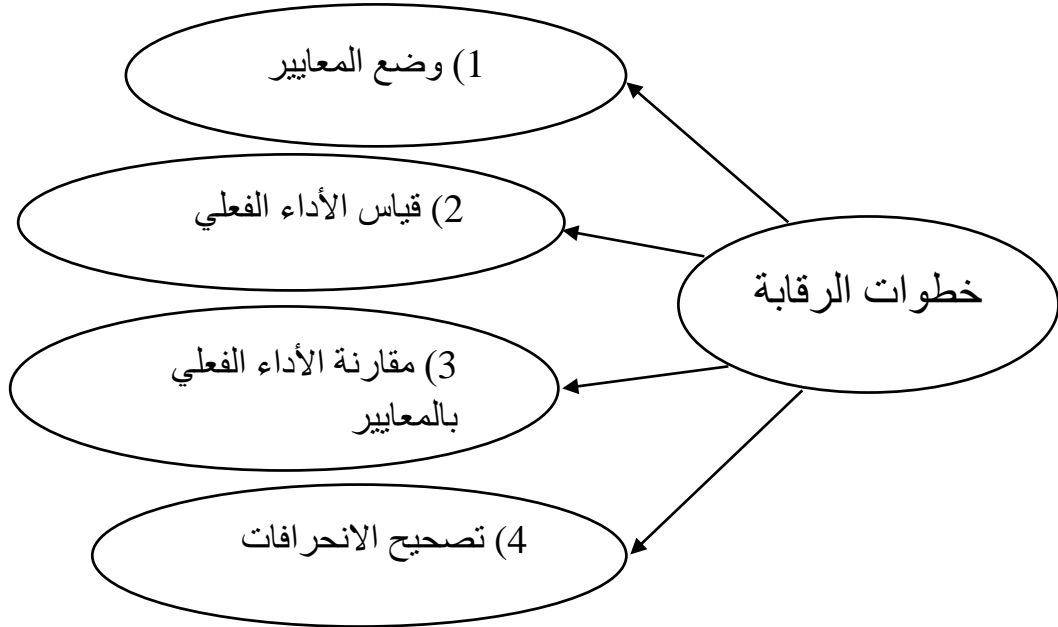 خطوات الرقابة
1) وضع المعايير
2) قياس الأداء الفعلي
3) مقارنة الأداء الفعلي
بالمعايير
4) تصحيح الانحرافات